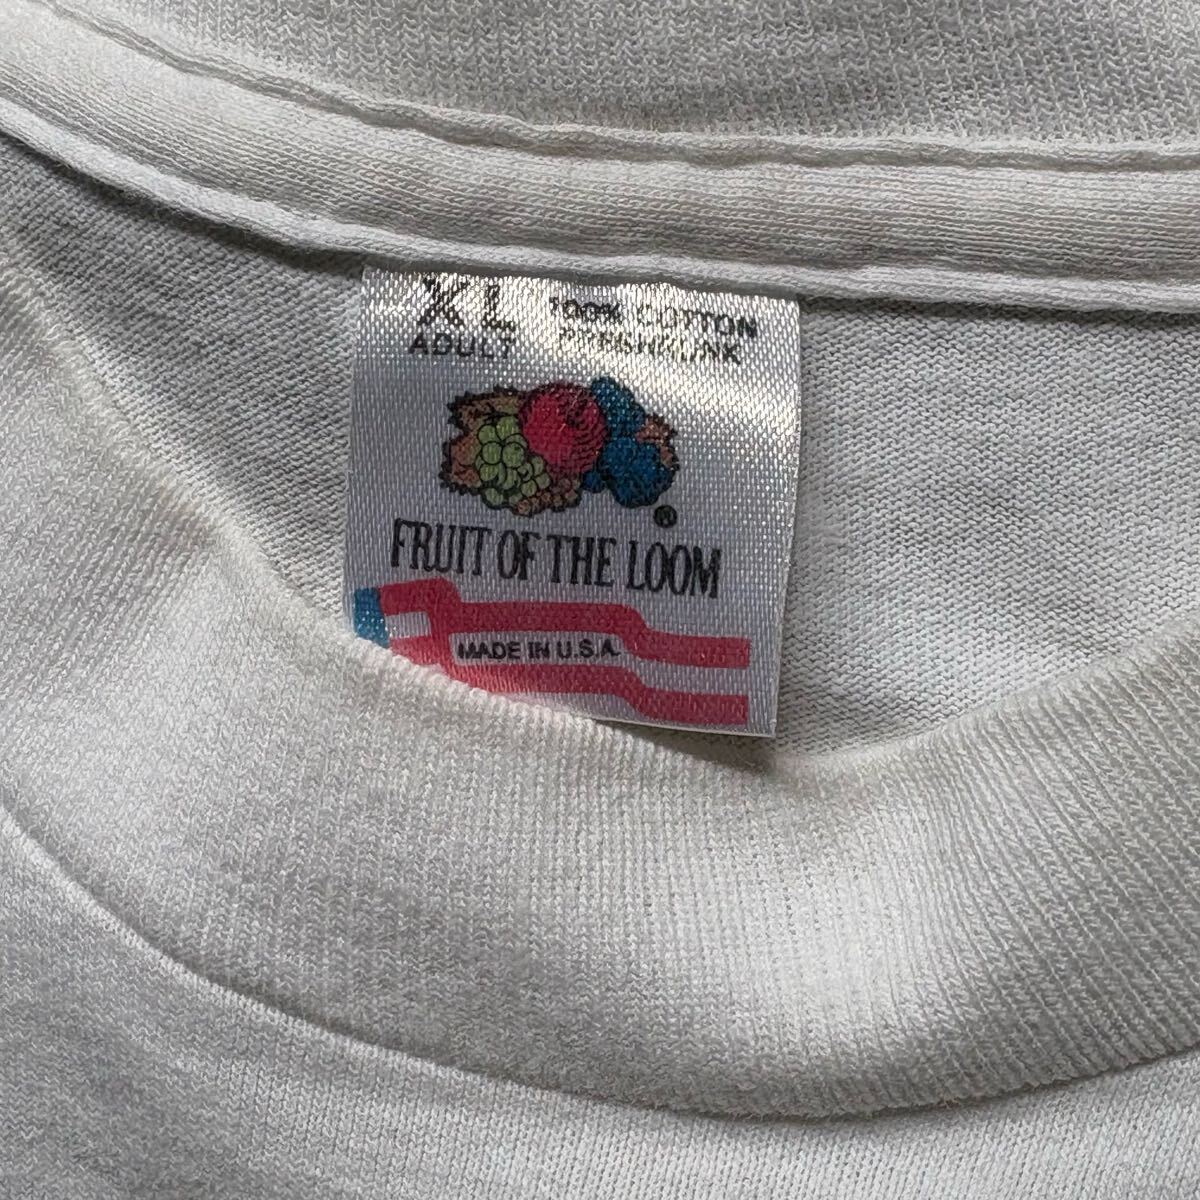 XL 100% COTTON
ADULT PRESHRUNK
®
FRUIT OF THE LOOM
MADE IN U.S.A.